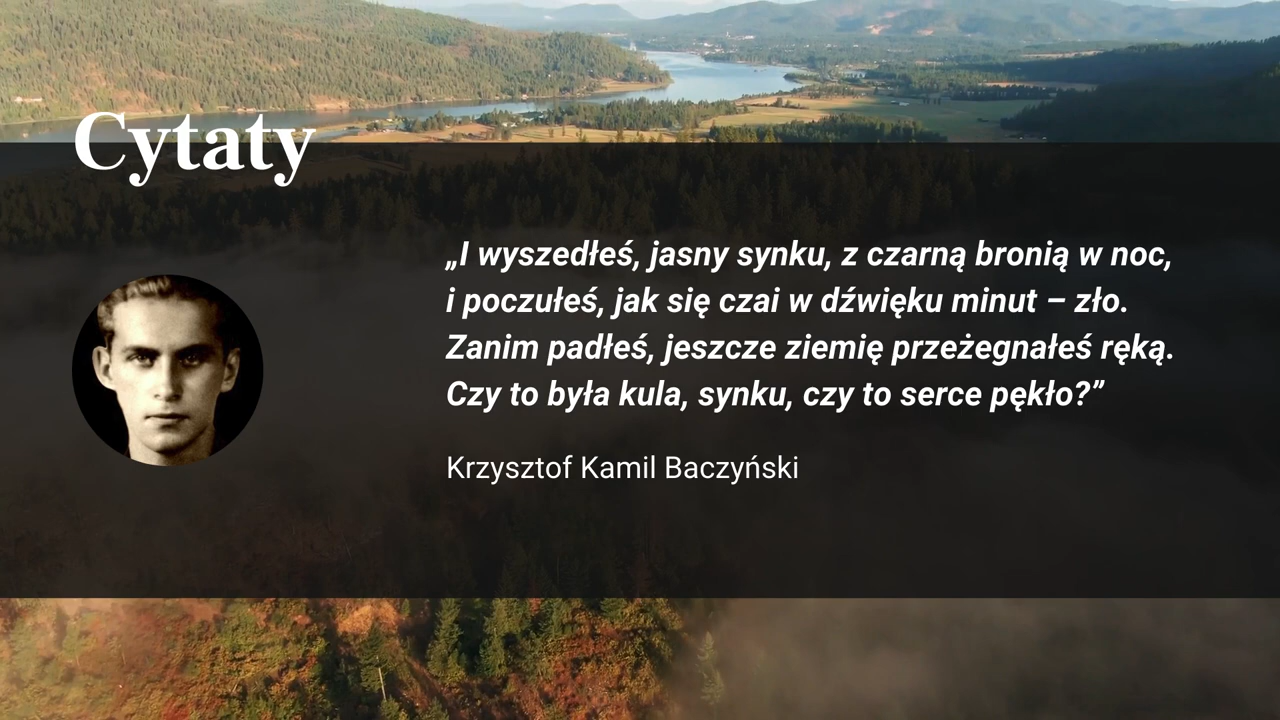 Cytaty
„I wyszedłeś, jasny synku, z czarną bronią w noc,
i poczułeś, jak się czai w dźwięku minut – zło.
Zanim padłeś, jeszcze ziemię przeżegnałeś ręką.
Czy to była kula, synku, czy to serce pękło?”
Krzysztof Kamil Baczyński